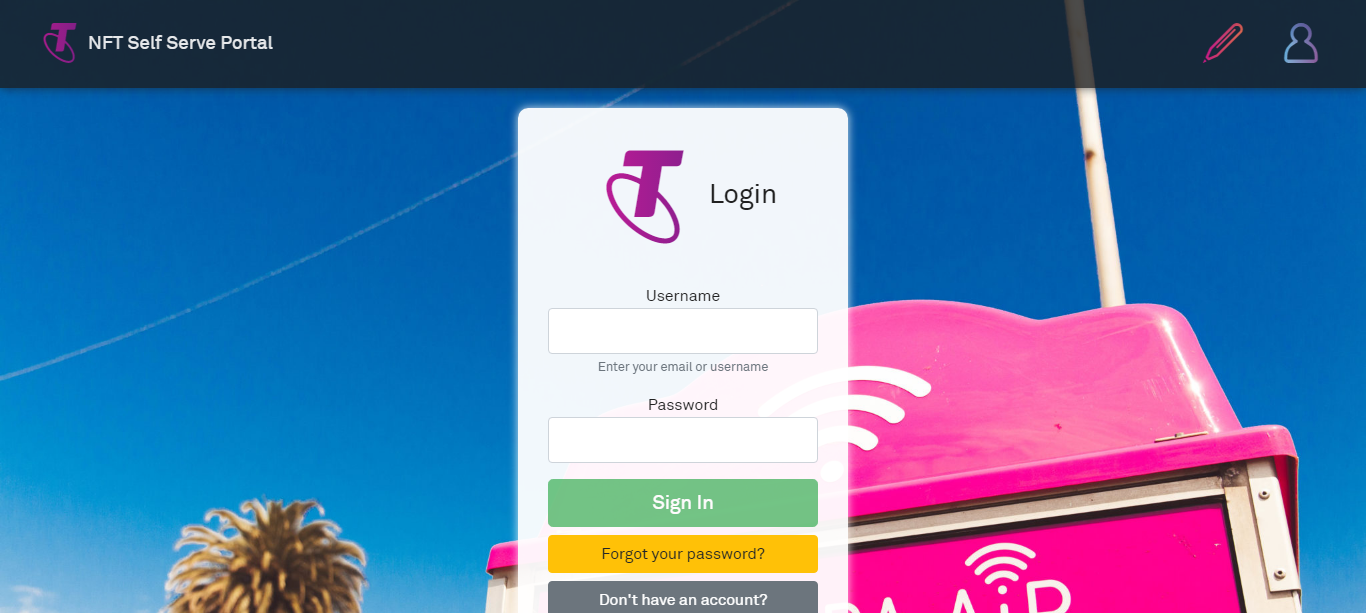 NFT Self Serve Portal
Login
Username
Enter your email or username
Password
Sign In
Forgot your password?
Don't have an account?